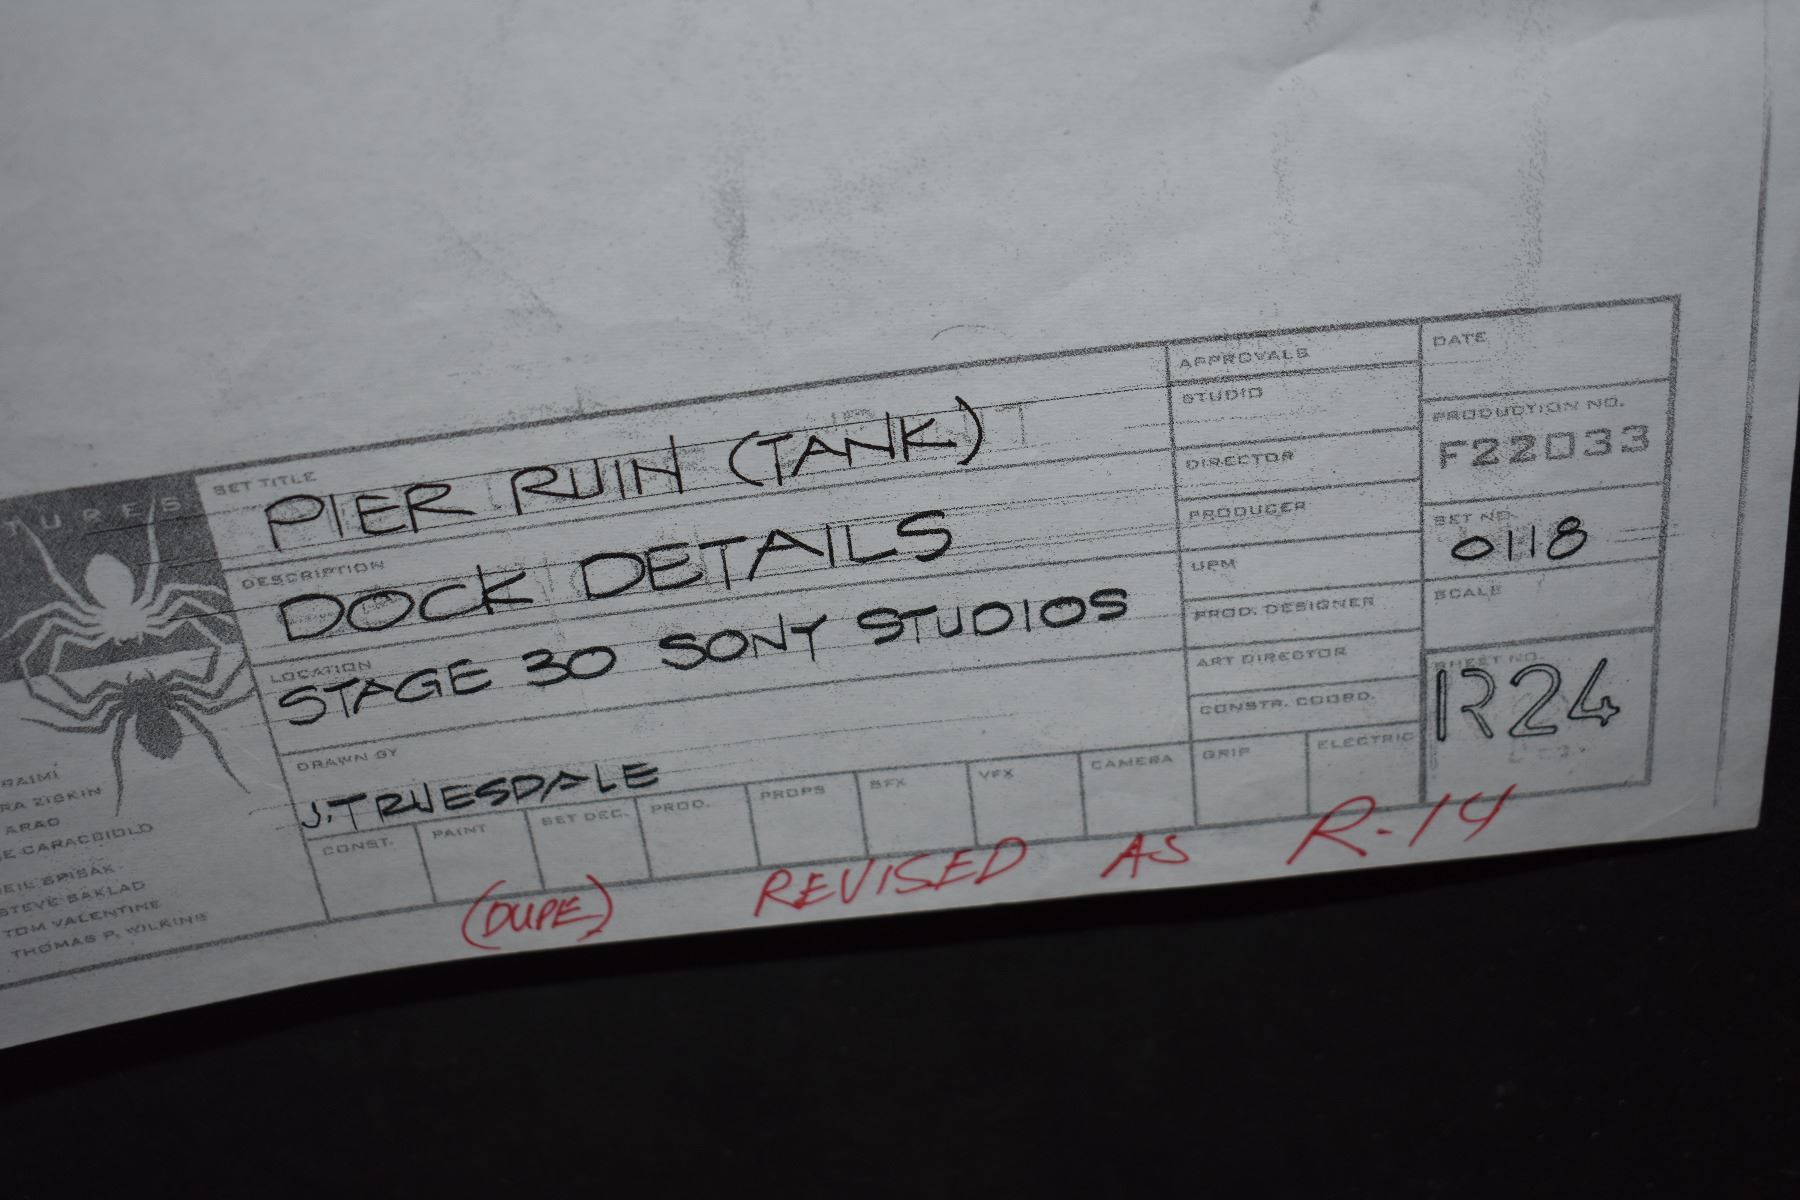 TURES
RAIMI
RA ZISKIN
ARAD
E CARACCIOLO
EIL SPISAK
STEVE SAKLAD
TOM VALENTINE
THOMAS P. WILKINS
SET TITLE
PIER RUIN (TANK)
DESCRIPTION
DOCK DETAILS
LOCATION
STAGE 30 SONY STUDIOS
DRAWN BY
J. TRUESDALE
CONST.
PAINT
SET DEC.
PROD.
PROPS
SFX
VFX
CAMERA
GRIP
ELECTRIC
APPROVALS
STUDIO
DIRECTOR
PRODUCER
UPM
PROD. DESIGNER
ART DIRECTOR
CONSTR. COORD.
DATE
PRODUCTION NO.
F22033
SET NO.
0118
SCALE
SHEET NO.
R24
(DUPE) REVISED AS R-14